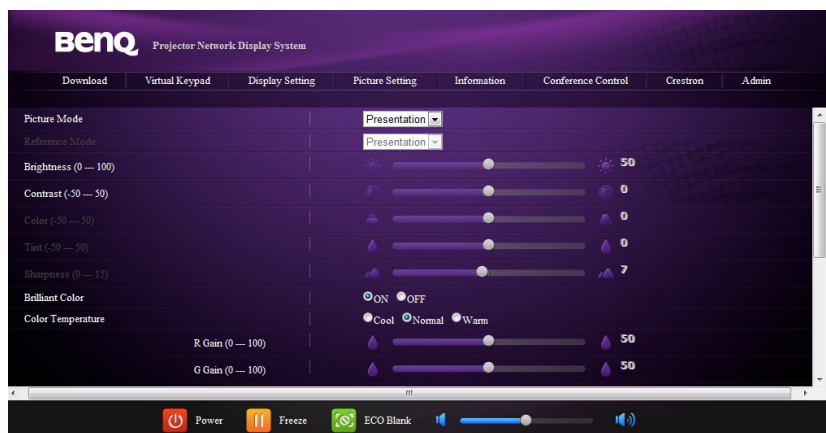 BenQ Projector Network Display System
Download Virtual Keypad Display Setting Picture Setting Information Conference Control Crestron Admin
Picture Mode Presentation
Reference Mode Presentation
Brightness (0 --- 100) 50
Contrast (-50 --- 50) 0
Color (-50 --- 50) 0
Tint (-50 --- 50) 0
Sharpness (0 --- 15) 7
Brilliant Color ON OFF
Color Temperature Cool Normal Warm
R Gain (0 --- 100) 50
G Gain (0 --- 100) 50
Power Freeze ECO Blank